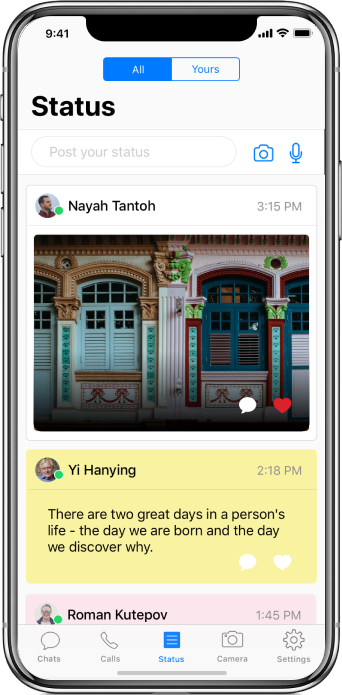 9:41
All Yours
Status
Post your status
Nayah Tantoh 3:15 PM
Yi Hanying 2:18 PM
There are two great days in a person's
life - the day we are born and the day
we discover why.
Roman Kutepov 1:45 PM
Chats Calls Status Camera Settings